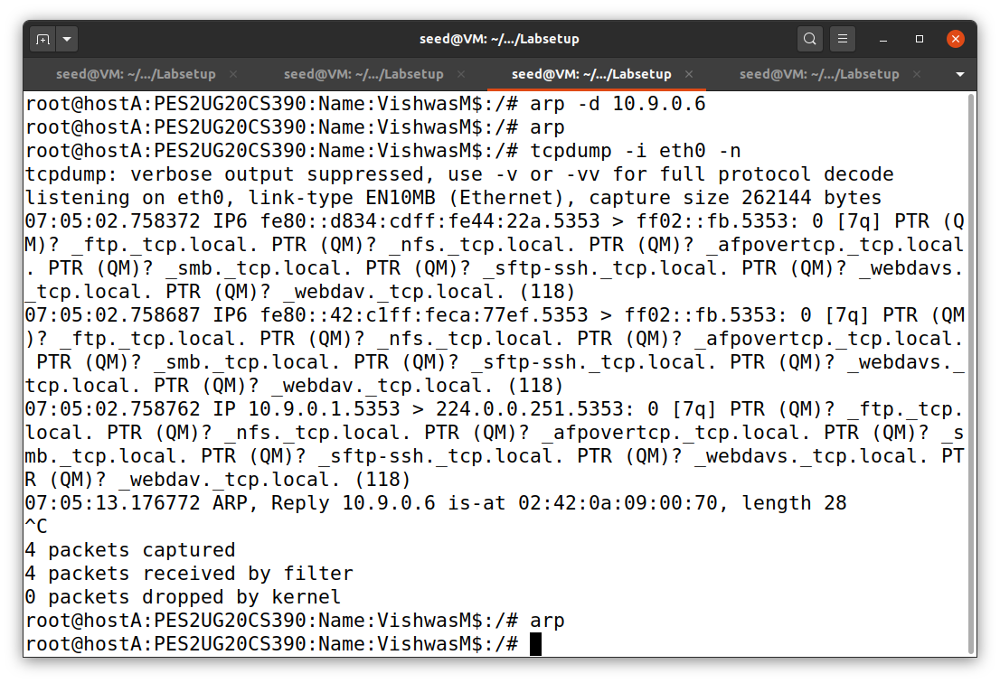 seed@VM: ~/.../Labsetup
seed@VM: ~/.../Labsetup × seed@VM: ~/.../Labsetup × seed@VM: ~/.../Labsetup × seed@VM: ~/.../Labsetup ×
root@hostA:PES2UG20CS390:Name:VishwasM$:/# arp -d 10.9.0.6
root@hostA:PES2UG20CS390:Name:VishwasM$:/# arp
root@hostA:PES2UG20CS390:Name:VishwasM$:/# tcpdump -i eth0 -n
tcpdump: verbose output suppressed, use -v or -vv for full protocol decode
listening on eth0, link-type EN10MB (Ethernet), capture size 262144 bytes
07:05:02.758372 IP6 fe80::d834:cdff:fe44:22a.5353 > ff02::fb.5353: 0 [7q] PTR (Q
M)? _ftp._tcp.local. PTR (QM)? _nfs._tcp.local. PTR (QM)? _afpovertcp._tcp.local
. PTR (QM)? _smb._tcp.local. PTR (QM)? _sftp-ssh._tcp.local. PTR (QM)? _webdavs.
_tcp.local. PTR (QM)? _webdav._tcp.local. (118)
07:05:02.758687 IP6 fe80::42:c1ff:feca:77ef.5353 > ff02::fb.5353: 0 [7q] PTR (QM
)? _ftp._tcp.local. PTR (QM)? _nfs._tcp.local. PTR (QM)? _afpovertcp._tcp.local.
 PTR (QM)? _smb._tcp.local. PTR (QM)? _sftp-ssh._tcp.local. PTR (QM)? _webdavs._
tcp.local. PTR (QM)? _webdav._tcp.local. (118)
07:05:02.758762 IP 10.9.0.1.5353 > 224.0.0.251.5353: 0 [7q] PTR (QM)? _ftp._tcp.
local. PTR (QM)? _nfs._tcp.local. PTR (QM)? _afpovertcp._tcp.local. PTR (QM)? _s
mb._tcp.local. PTR (QM)? _sftp-ssh._tcp.local. PTR (QM)? _webdavs._tcp.local. PT
R (QM)? _webdav._tcp.local. (118)
07:05:13.176772 ARP, Reply 10.9.0.6 is-at 02:42:0a:09:00:70, length 28
^C
4 packets captured
4 packets received by filter
0 packets dropped by kernel
root@hostA:PES2UG20CS390:Name:VishwasM$:/# arp
root@hostA:PES2UG20CS390:Name:VishwasM$:/#